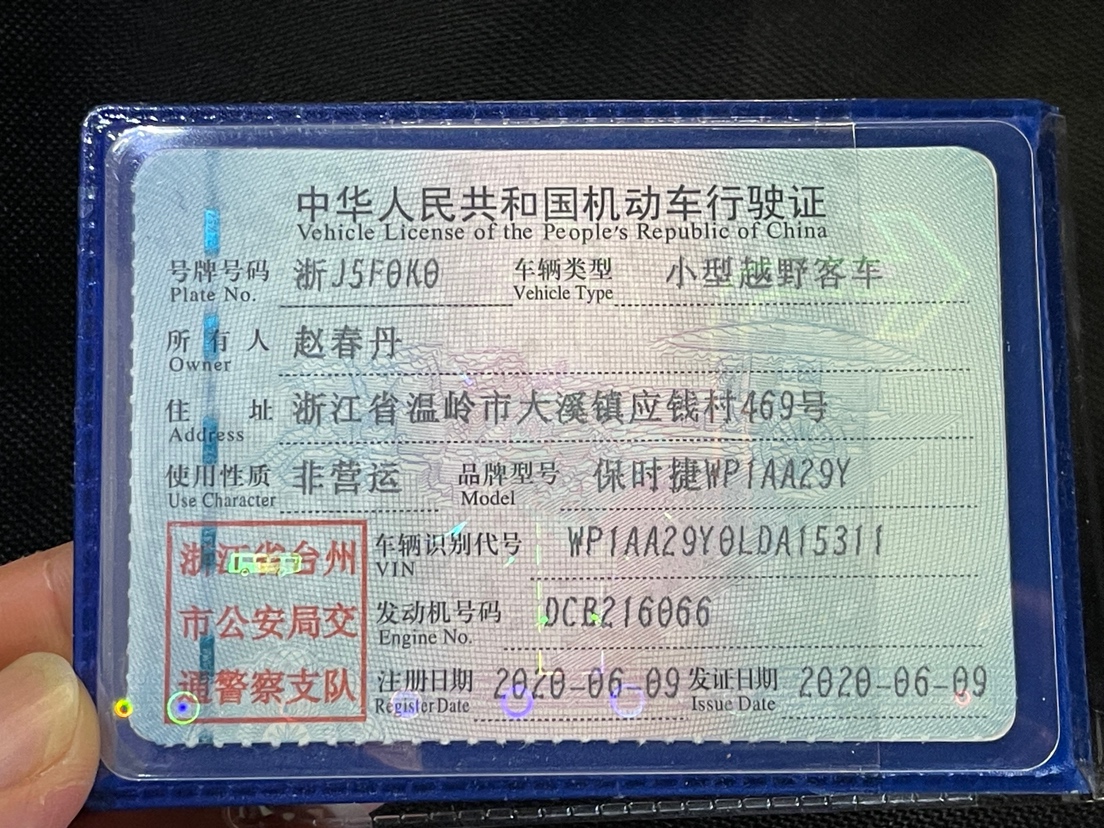 中华人民共和国机动车行驶证
Vehicle License of the People's Republic of China
号牌号码 浙J5F0K0 车辆类型 小型越野客车
Plate No. Vehicle Type
所有人 赵春丹
Owner
住址 浙江省温岭市大溪镇应钱村469号
Address
使用性质 非营运 品牌型号 保时捷WP1AA29Y
Use Character Model
浙江省台州
市公安局交
通警察支队
车辆识别代号 WP1AA29Y0LDA15311
VIN
发动机号码 DCB216066
Engine No.
注册日期 2020-06-09 发证日期 2020-06-09
Register Date Issue Date